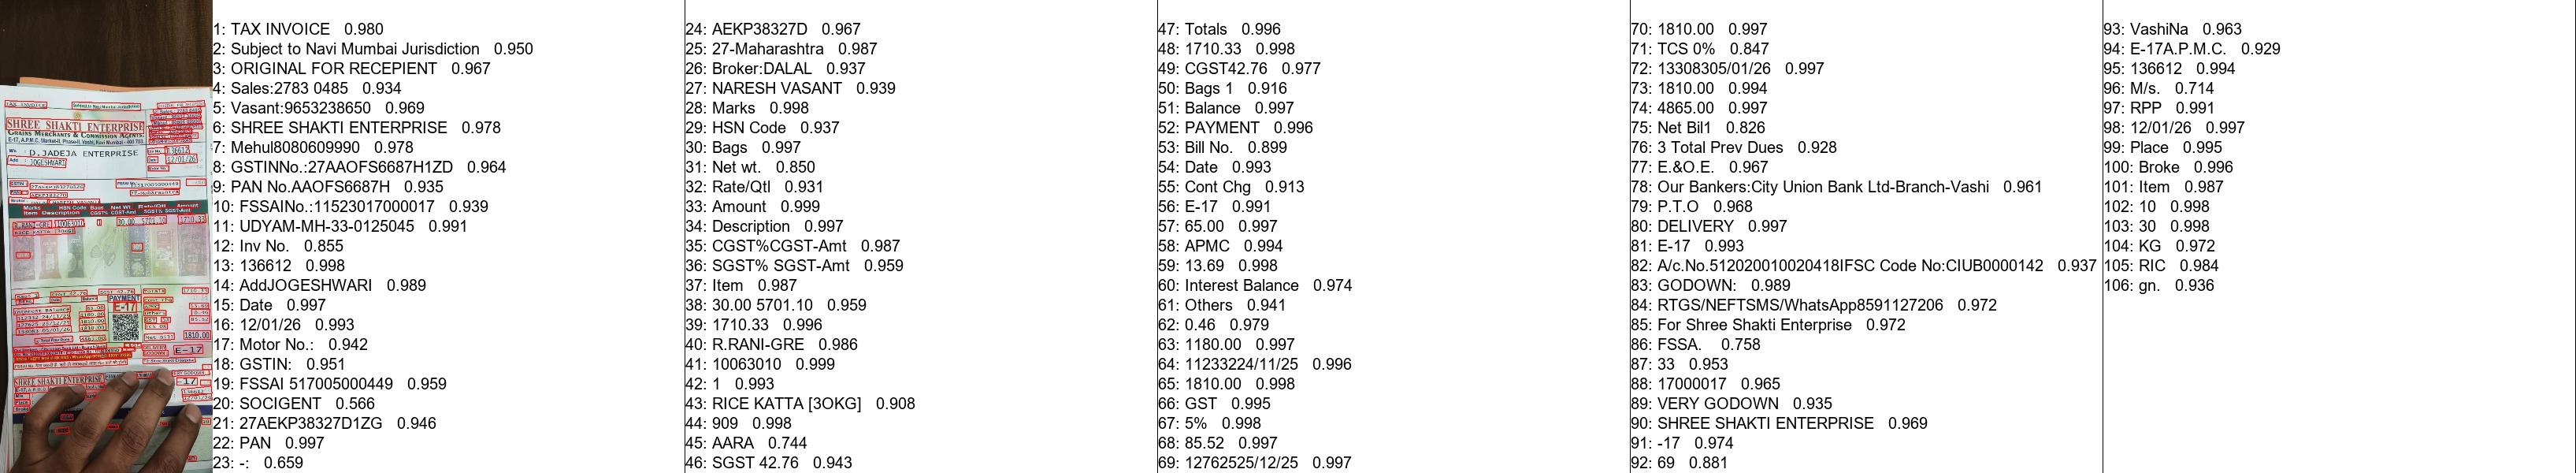 1: TAX INVOICE 0.980
2: Subject to Navi Mumbai Jurisdiction 0.950
3: ORIGINAL FOR RECEPIENT 0.967
4: Sales:2783 0485 0.934
5: Vasant:9653238650 0.969
6: SHREE SHAKTI ENTERPRISE 0.978
7: Mehul8080609990 0.978
8: GSTINNo.:27AAOFS6687H1ZD 0.964
9: PAN No.AAOFS6687H 0.935
10: FSSAINo.:11523017000017 0.939
11: UDYAM-MH-33-0125045 0.991
12: Inv No. 0.855
13: 136612 0.998
14: AddJOGESHWARI 0.989
15: Date 0.997
16: 12/01/26 0.993
17: Motor No.: 0.942
18: GSTIN: 0.951
19: FSSAI 517005000449 0.959
20: SOCIGENT 0.566
21: 27AEKP38327D1ZG 0.946
22: PAN 0.997
23: -: 0.659
24: AEKP38327D 0.967
25: 27-Maharashtra 0.987
26: Broker:DALAL 0.937
27: NARESH VASANT 0.939
28: Marks 0.998
29: HSN Code 0.937
30: Bags 0.997
31: Net wt. 0.850
32: Rate/Qtl 0.931
33: Amount 0.999
34: Description 0.997
35: CGST%CGST-Amt 0.987
36: SGST% SGST-Amt 0.959
37: Item 0.987
38: 30.00 5701.10 0.959
39: 1710.33 0.996
40: R.RANI-GRE 0.986
41: 10063010 0.999
42: 1 0.993
43: RICE KATTA [3OKG] 0.908
44: 909 0.998
45: AARA 0.744
46: SGST 42.76 0.943
47: Totals 0.996
48: 1710.33 0.998
49: CGST42.76 0.977
50: Bags 1 0.916
51: Balance 0.997
52: PAYMENT 0.996
53: Bill No. 0.899
54: Date 0.993
55: Cont Chg 0.913
56: E-17 0.991
57: 65.00 0.997
58: APMC 0.994
59: 13.69 0.998
60: Interest Balance 0.974
61: Others 0.941
62: 0.46 0.979
63: 1180.00 0.997
64: 11233224/11/25 0.996
65: 1810.00 0.998
66: GST 0.995
67: 5% 0.998
68: 85.52 0.997
69: 12762525/12/25 0.997
70: 1810.00 0.997
71: TCS 0% 0.847
72: 13308305/01/26 0.997
73: 1810.00 0.994
74: 4865.00 0.997
75: Net Bil1 0.826
76: 3 Total Prev Dues 0.928
77: E.&O.E. 0.967
78: Our Bankers:City Union Bank Ltd-Branch-Vashi 0.961
79: P.T.O 0.968
80: DELIVERY 0.997
81: E-17 0.993
82: A/c.No.512020010020418IFSC Code No:CIUB0000142 0.937
83: GODOWN: 0.989
84: RTGS/NEFTSMS/WhatsApp8591127206 0.972
85: For Shree Shakti Enterprise 0.972
86: FSSA. 0.758
87: 33 0.953
88: 17000017 0.965
89: VERY GODOWN 0.935
90: SHREE SHAKTI ENTERPRISE 0.969
91: -17 0.974
92: 69 0.881
93: VashiNa 0.963
94: E-17A.P.M.C. 0.929
95: 136612 0.994
96: M/s. 0.714
97: RPP 0.991
98: 12/01/26 0.997
99: Place 0.995
100: Broke 0.996
101: Item 0.987
102: 10 0.998
103: 30 0.998
104: KG 0.972
105: RIC 0.984
106: gn. 0.936
TAX INVOICE
SHREE SHAKTI ENTERPRISE
GRAINS MERCHANTS & COMMISSION AGENTS
D.JADEJA ENTERPRISE
JOGESHWARI
136612
12/01/26
PAYMENT
E-17
1810.00
E-17
SHREE SHAKTI ENTERPRISE